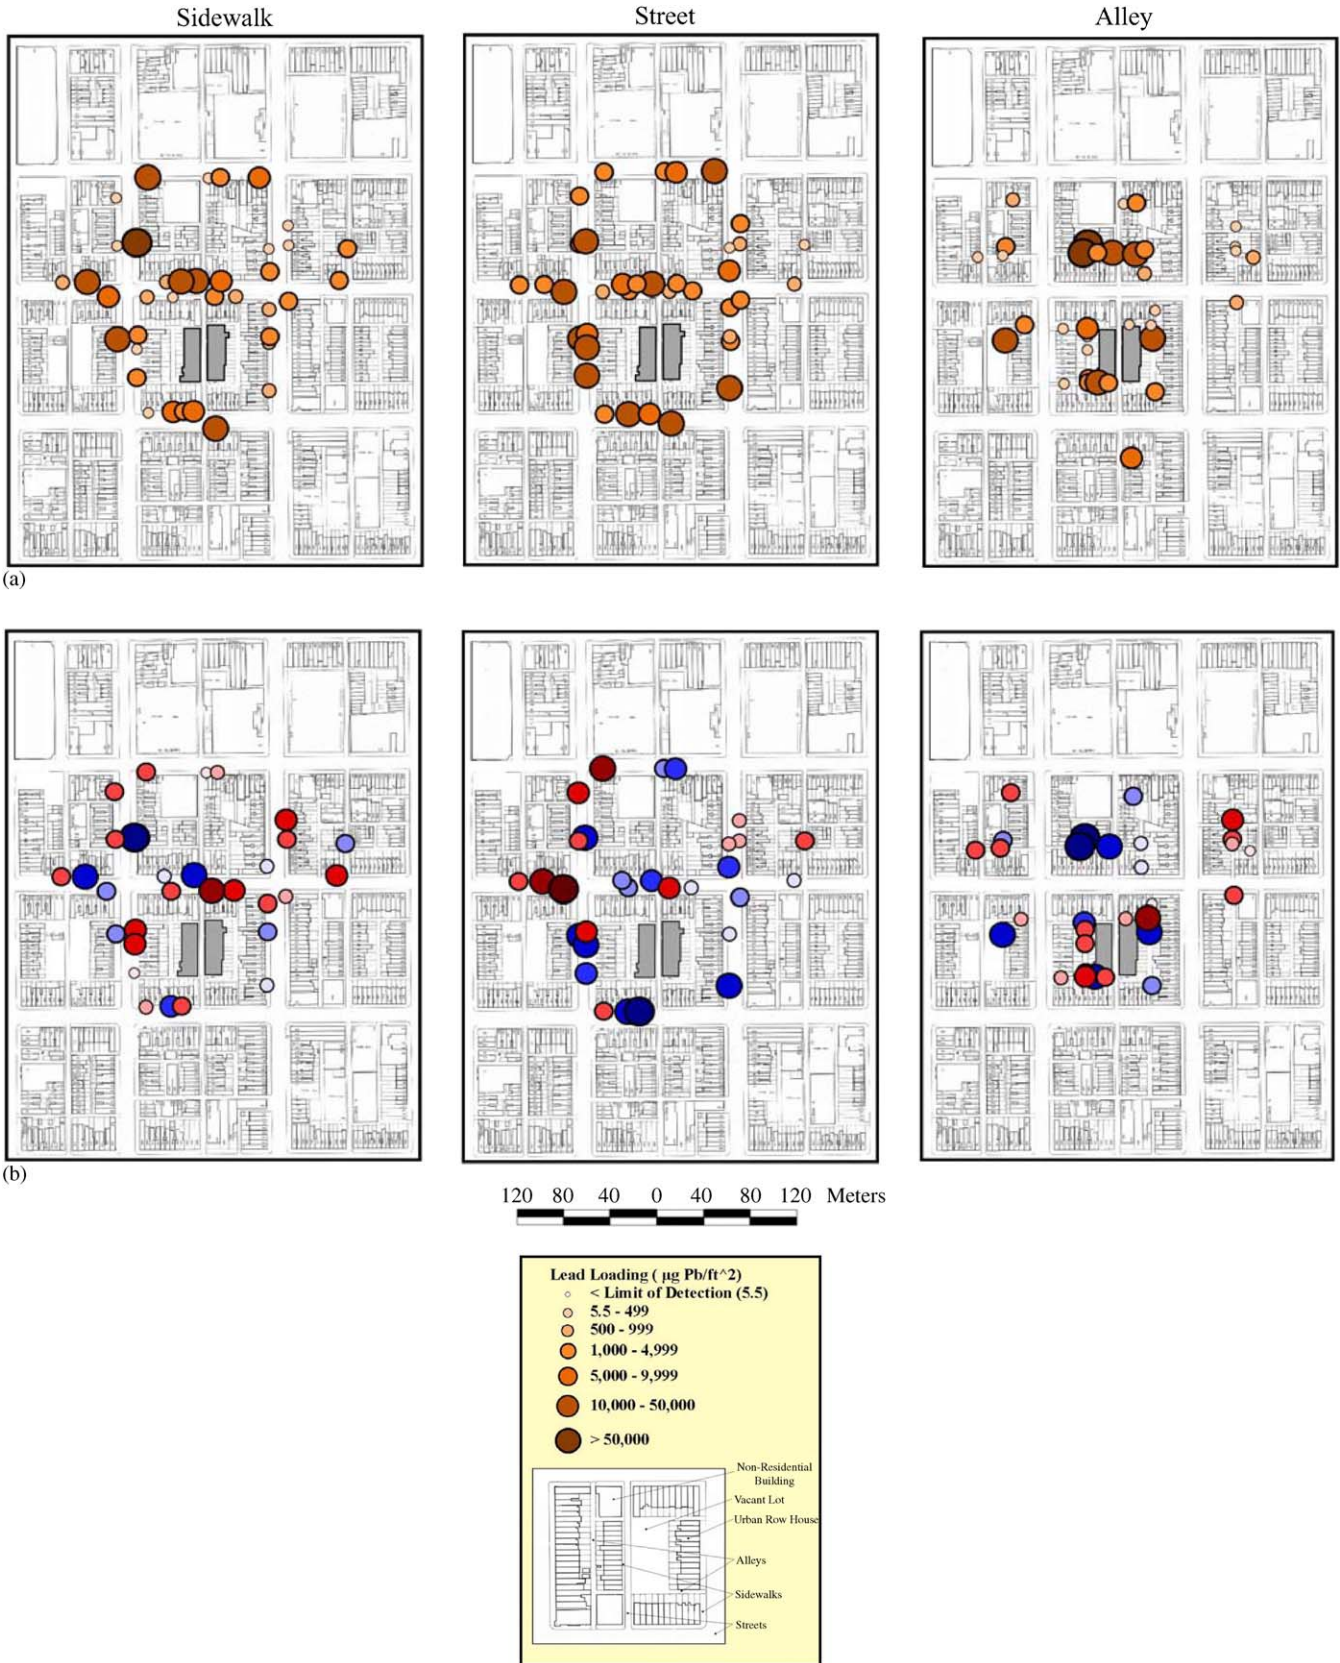 Sidewalk
Street
Alley
(a)
(b)
120 80 40 0 40 80 120 Meters
Lead Loading ( µg Pb/ft^2)
< Limit of Detection (5.5)
5.5 - 499
500 - 999
1,000 - 4,999
5,000 - 9,999
10,000 - 50,000
> 50,000
Non-Residential
Building
Vacant Lot
Urban Row House
Alleys
Sidewalks
Streets